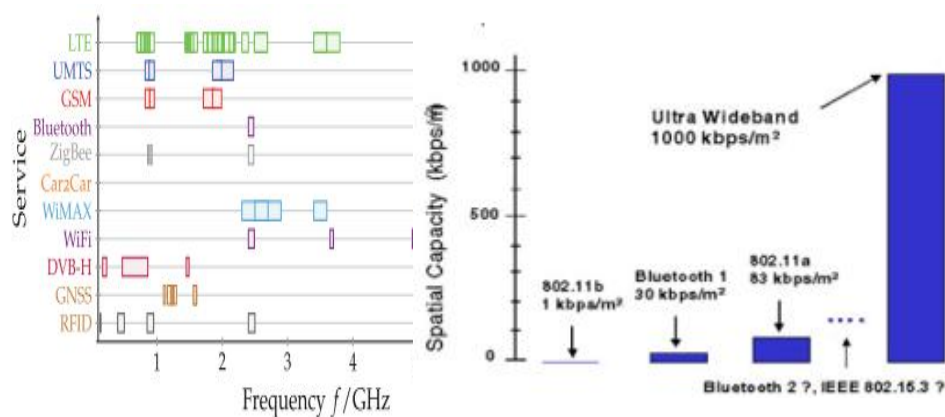 Service
LTE
UMTS
GSM
Bluetooth
ZigBee
Car2Car
WiMAX
WiFi
DVB-H
GNSS
RFID
1 2 3 4
Frequency f/GHz
Spatial Capacity (kbps/m²)
1000
500
0
Ultra Wideband
1000 kbps/m²
802.11b
1 kbps/m²
Bluetooth 1
30 kbps/m²
802.11a
83 kbps/m²
Bluetooth 2 ?, IEEE 802.15.3 ?